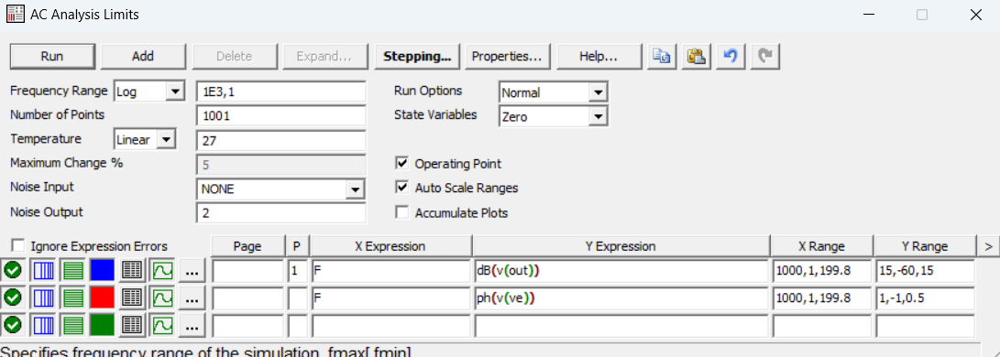 AC Analysis Limits
Run Add Delete Expand... Stepping... Properties... Help...
Frequency Range Log 1E3,1 Run Options Normal
Number of Points 1001 State Variables Zero
Temperature Linear 27
Maximum Change % 5 Operating Point
Noise Input NONE Auto Scale Ranges
Noise Output 2 Accumulate Plots
Ignore Expression Errors Page P X Expression Y Expression X Range Y Range >
... 1 F dB(v(out)) 1000,1,199.8 15,-60,15
... F ph(v(ve)) 1000,1,199.8 1,-1,0.5
...
Specifies frequency range of the simulation. fmax[,fmin]